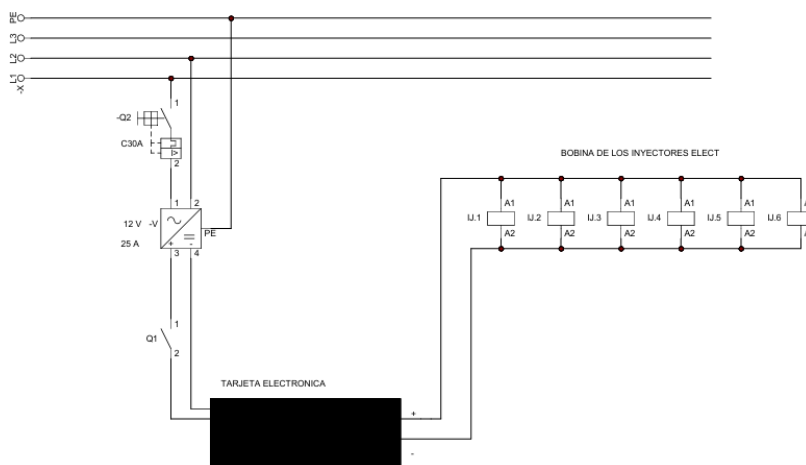 PE
L3
L2
L1
-X
1
-Q2
C30A
2
1 2
12 V -V
PE
25 A
+ -
3 4
1
Q1
2
TARJETA ELECTRONICA
+
-
BOBINA DE LOS INYECTORES ELECT
A1 A1 A1 A1 A1
IJ.1 IJ.2 IJ.3 IJ.4 IJ.5 IJ.6
A2 A2 A2 A2 A2